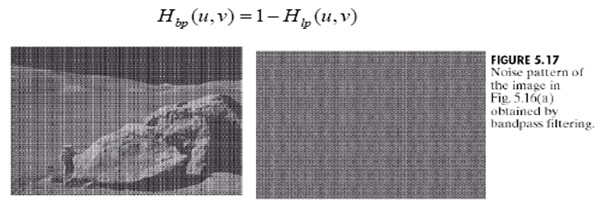 H_bp(u,v) = 1 − H_lp(u,v)
FIGURE 5.17
Noise pattern of
the image in
Fig. 5.16(a)
obtained by
bandpass filtering.